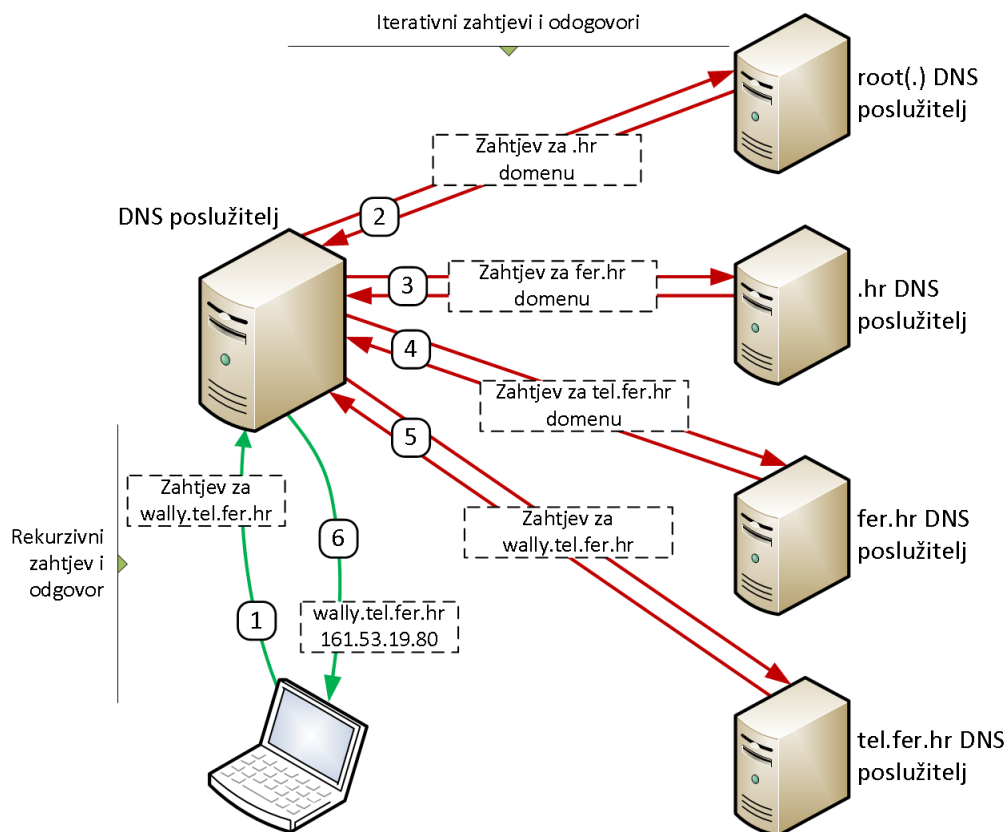 Iterativni zahtjevi i odogovori
root(.) DNS
poslužitelj
Zahtjev za .hr
domenu
DNS poslužitelj
2
Zahtjev za fer.hr
domenu
3
.hr DNS
poslužitelj
4
Zahtjev za tel.fer.hr
domenu
5
Zahtjev za
wally.tel.fer.hr
Zahtjev za
wally.tel.fer.hr
fer.hr DNS
poslužitelj
Rekurzivni
zahtjev i
odgovor
6
1
wally.tel.fer.hr
161.53.19.80
tel.fer.hr DNS
poslužitelj